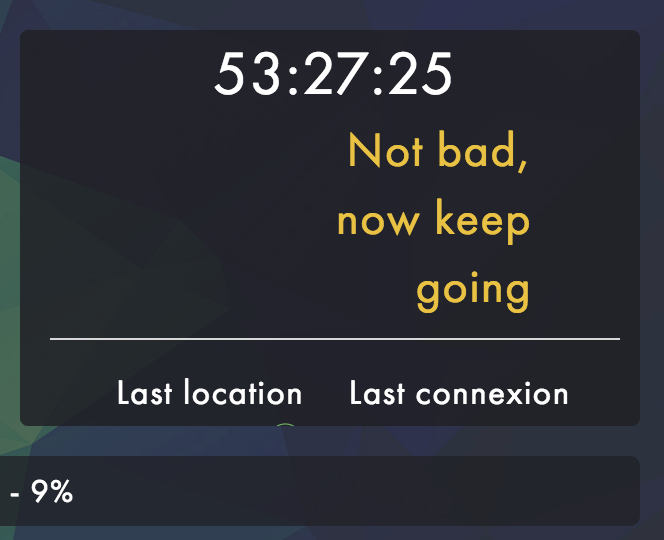 53:27:25
Not bad,
now keep
going
Last location Last connexion
- 9%